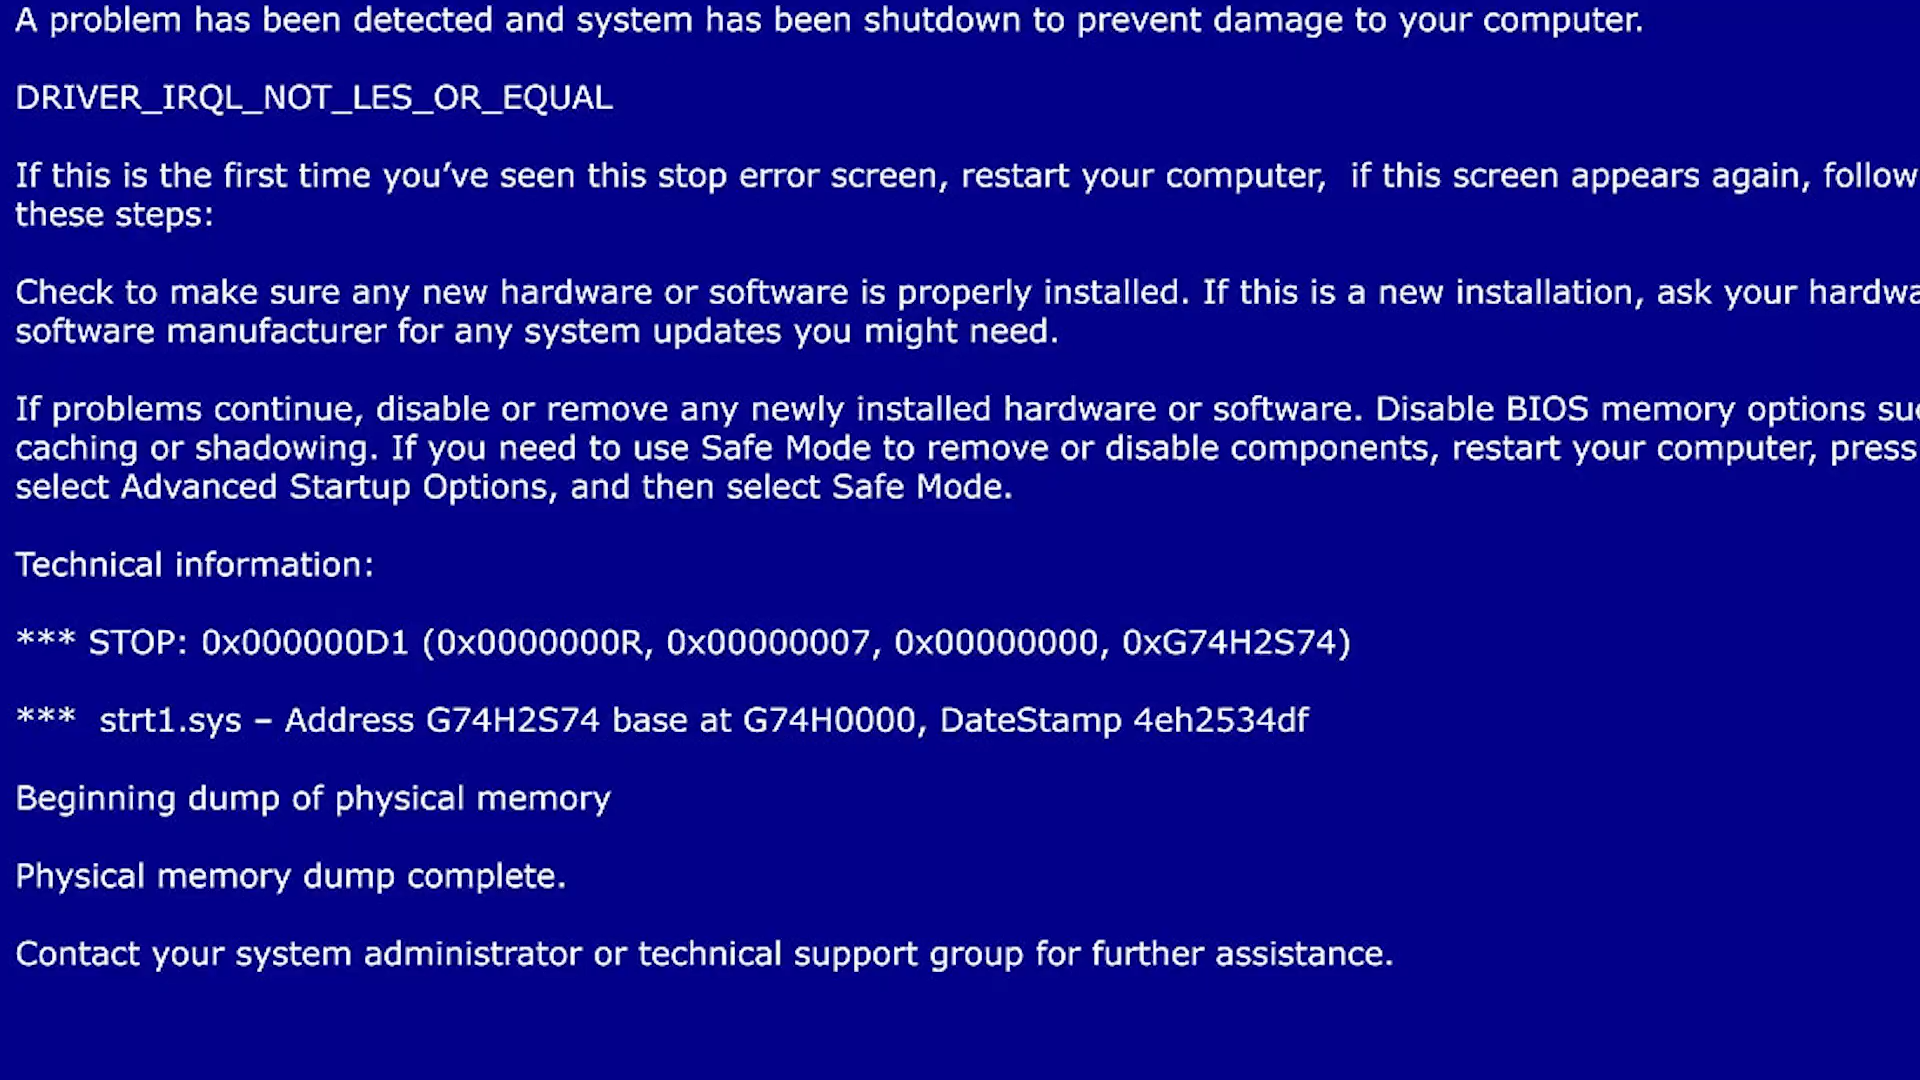 A problem has been detected and system has been shutdown to prevent damage to your computer.
DRIVER_IRQL_NOT_LES_OR_EQUAL
If this is the first time you’ve seen this stop error screen, restart your computer,  if this screen appears again, follow
these steps:
Check to make sure any new hardware or software is properly installed. If this is a new installation, ask your
software manufacturer for any system updates you might need.
If problems continue, disable or remove any newly installed hardware or software. Disable BIOS memory options
caching or shadowing. If you need to use Safe Mode to remove or disable components, restart your computer, press
select Advanced Startup Options, and then select Safe Mode.
Technical information:
*** STOP: 0x000000D1 (0x0000000R, 0x00000007, 0x00000000, 0xG74H2S74)
***  strt1.sys – Address G74H2S74 base at G74H0000, DateStamp 4eh2534df
Beginning dump of physical memory
Physical memory dump complete.
Contact your system administrator or technical support group for further assistance.